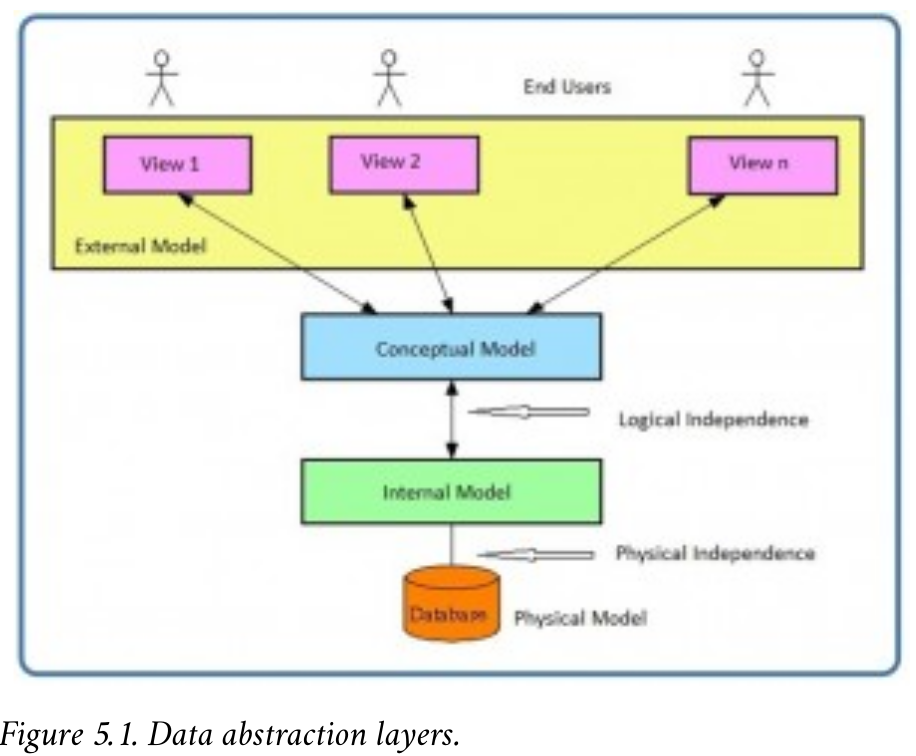 End Users
View 1
View 2
View n
External Model
Conceptual Model
Logical Independence
Internal Model
Physical Independence
Database
Physical Model
Figure 5.1. Data abstraction layers.